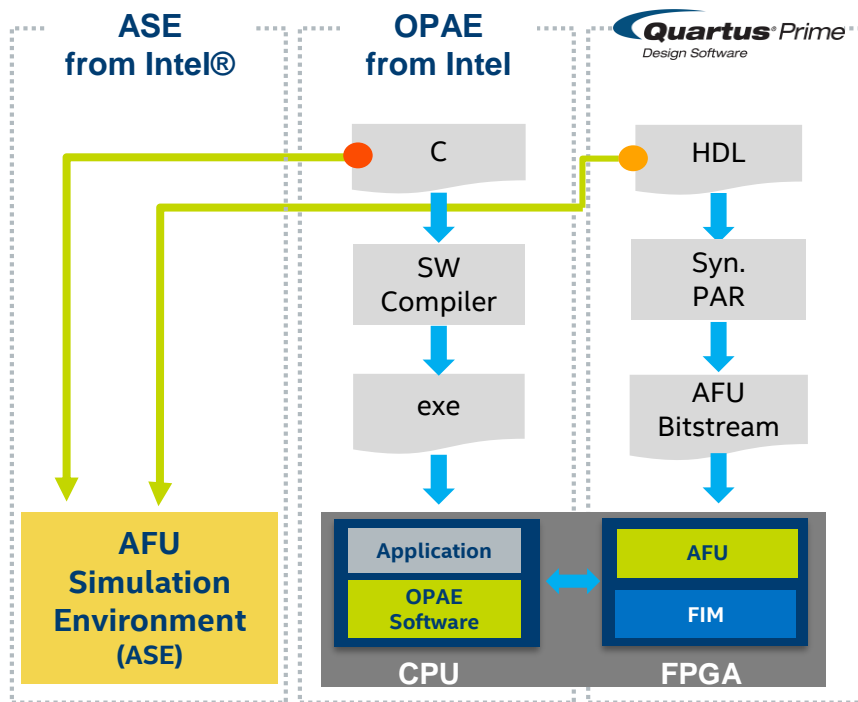 ASE
from Intel®
OPAE
from Intel
Quartus® Prime
Design Software
C
HDL
SW
Compiler
Syn.
PAR
exe
AFU
Bitstream
AFU
Simulation
Environment
(ASE)
Application
OPAE
Software
CPU
AFU
FIM
FPGA